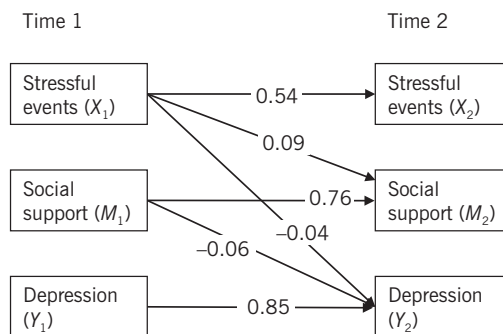 Time 1
Time 2
Stressful
events (X₁)
0.54
Stressful
events (X₂)
0.09
Social
support (M₁)
0.76
Social
support (M₂)
–0.04
–0.06
Depression
(Y₁)
0.85
Depression
(Y₂)